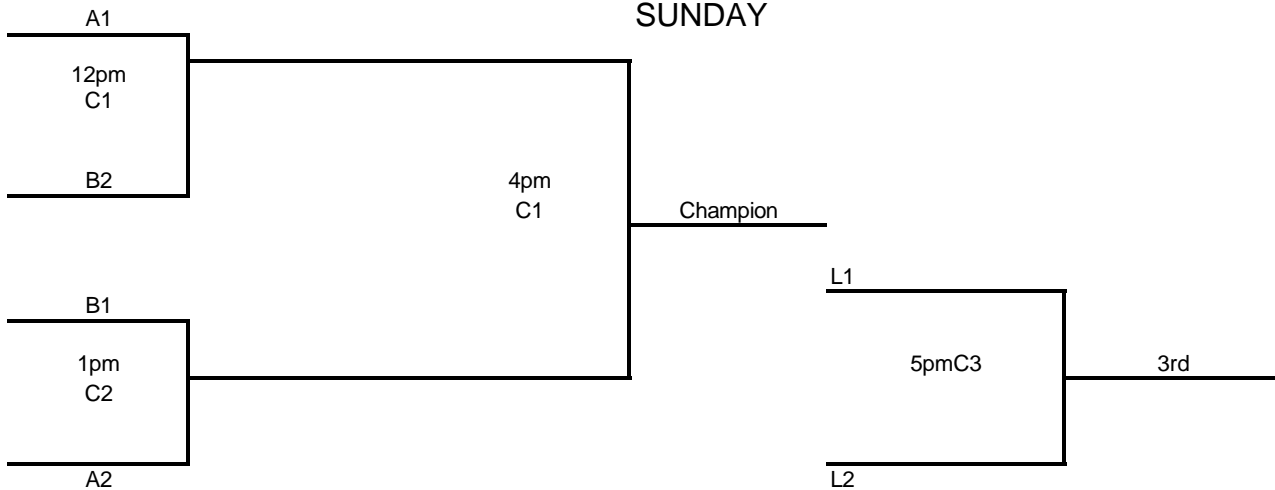 SUNDAY
A1
12pm
C1
B2
4pm
C1
Champion
L1
B1
1pm
C2
5pmC3
3rd
A2
L2